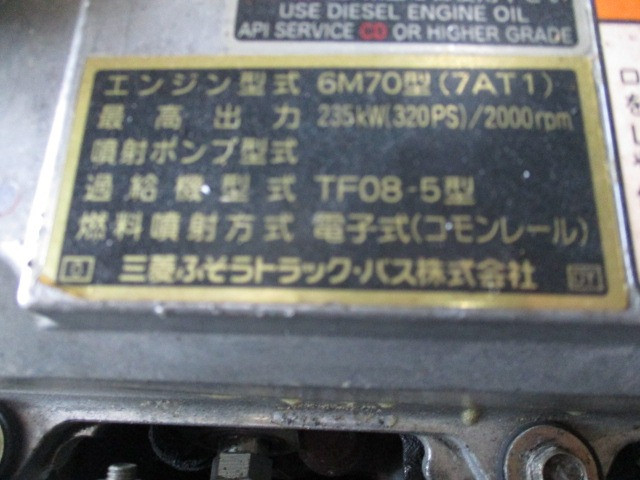 USE DIESEL ENGINE OIL
API SERVICE CD OR HIGHER GRADE
エンジン型式 6M70型(7AT1)
最高出力 235kW(320PS)/2000rpm
噴射ポンプ型式
過給機型式 TF08-5型
燃料噴射方式 電子式(コモンレール)
三菱ふそうトラック・バス株式会社